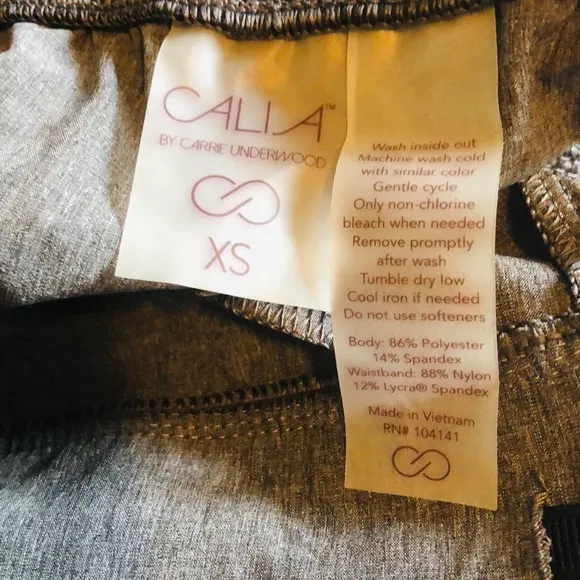 CALIA™
BY CARRIE UNDERWOOD
XS
Wash inside out
Machine wash cold
with similar color
Gentle cycle
Only non-chlorine
bleach when needed
Remove promptly
after wash
Tumble dry low
Cool iron if needed
Do not use softeners
Body: 86% Polyester
14% Spandex
Waistband: 88% Nylon
12% Lycra® Spandex
Made in Vietnam
RN# 104141